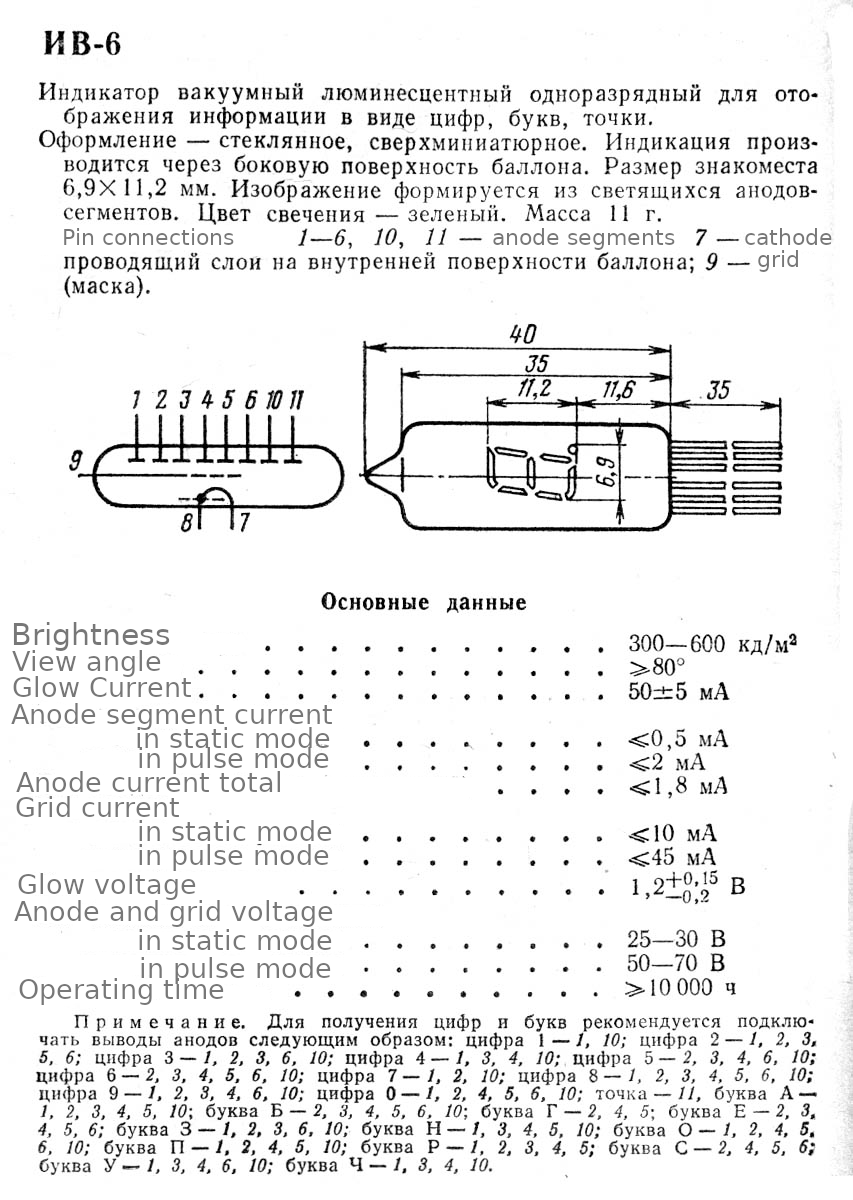 ИВ-6
Индикатор вакуумный люминесцентный одноразрядный для ото-
бражения информации в виде цифр, букв, точки.
Оформление — стеклянное, сверхминиатюрное. Индикация произ-
водится через боковую поверхность баллона. Размер знакоместа
6,9×11,2 мм. Изображение формируется из светящихся анодов-
сегментов. Цвет свечения — зеленый. Масса 11 г.
Pin connections 1—6, 10, 11 — anode segments 7 — cathode
проводящий слои на внутренней поверхности баллона; 9 — grid
(маска).
40
35
11,2 11,6 35
1 2 3 4 5 6 10 11
9
6,9
8 7
Основные данные
Brightness . . . . . . . . . . . 300—600 кд/м²
View angle . . . . . . . . . . . . . ⩾80°
Glow Current . . . . . . . . . . . . . 50±5 мА
Anode segment current
in static mode . . . . . . . . ⩽0,5 мА
in pulse mode . . . . . . . . ⩽2 мА
Anode current total . . . . ⩽1,8 мА
Grid current
in static mode . . . . . . . . ⩽10 мА
in pulse mode . . . . . . . . ⩽45 мА
Glow voltage . . . . . . . . . . 1,2+0,15−0,2 В
Anode and grid voltage
in static mode . . . . . . . . 25—30 В
in pulse mode . . . . . . . . 50—70 В
Operating time . . . . . . . . . . ⩾10 000 ч
Примечание. Для получения цифр и букв рекомендуется подклю-
чать выводы анодов следующим образом: цифра 1 — 1, 10; цифра 2 — 1, 2, 3,
5, 6; цифра 3 — 1, 2, 3, 6, 10; цифра 4 — 1, 3, 4, 10; цифра 5 — 2, 3, 4, 6, 10;
цифра 6 — 2, 3, 4, 5, 6, 10; цифра 7 — 1, 2, 10; цифра 8 — 1, 2, 3, 4, 5, 6, 10;
цифра 9 — 1, 2, 3, 4, 6, 10; цифра 0 — 1, 2, 4, 5, 6, 10; точка — 11, буква А —
1, 2, 3, 4, 5, 10; буква Б — 2, 3, 4, 5, 6, 10; буква Г — 2, 4, 5; буква Е — 2, 3,
4, 5, 6; буква З — 1, 2, 3, 6, 10; буква Н — 1, 3, 4, 5, 10; буква О — 1, 2, 4, 5,
6, 10; буква П — 1, 2, 4, 5, 10; буква Р — 1, 2, 3, 4, 5; буква С — 2, 4, 5, 6;
буква У — 1, 3, 4, 6, 10; буква Ч — 1, 3, 4, 10.